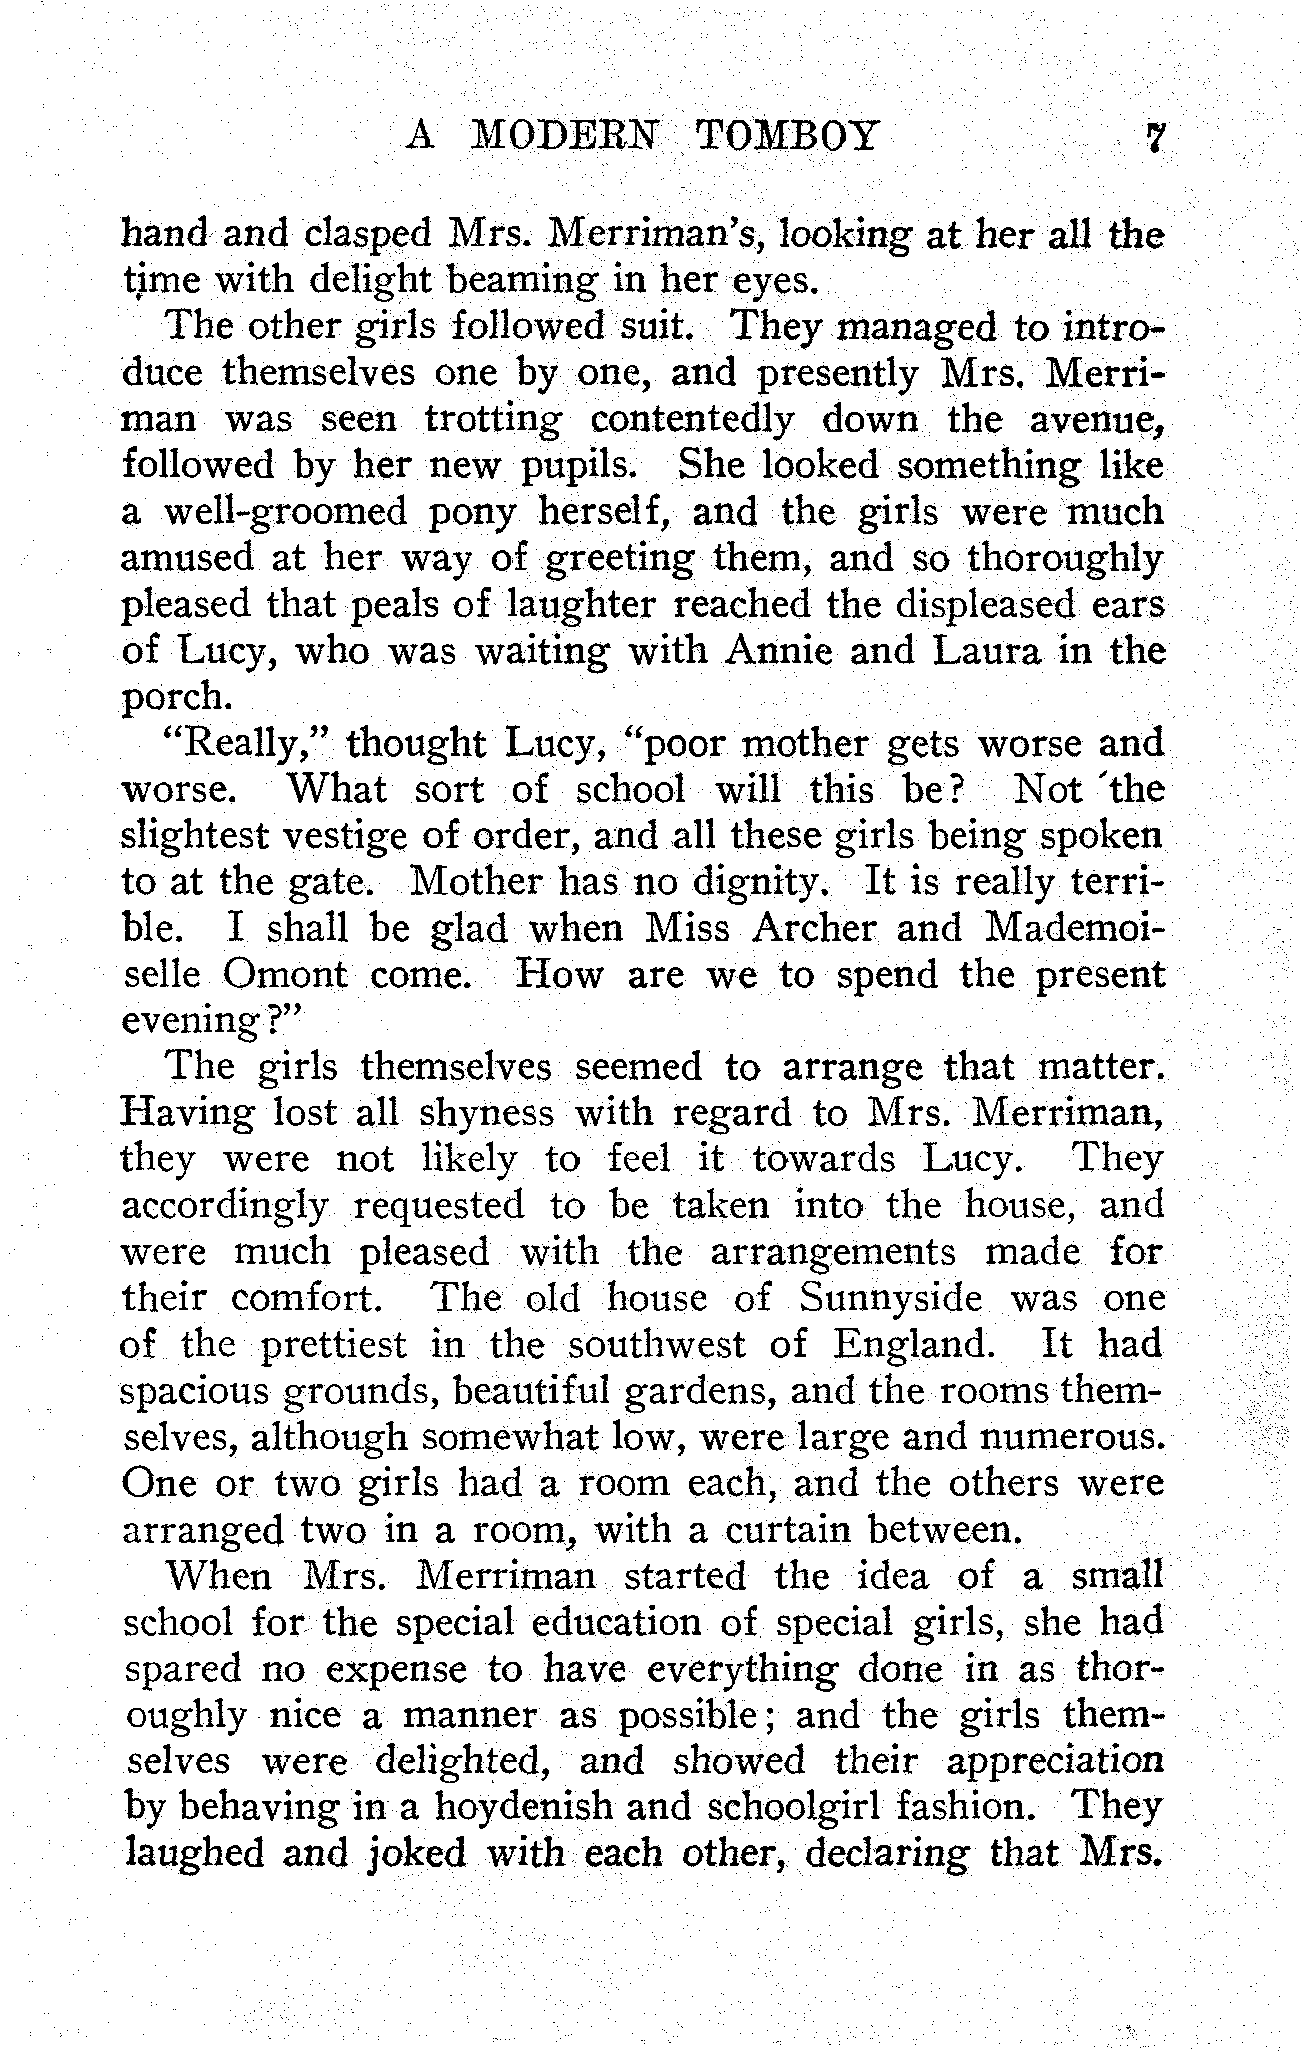 A MODERN TOMBOY 7
hand and clasped Mrs. Merriman's, looking at her all the
time with delight beaming in her eyes.
The other girls followed suit. They managed to intro-
duce themselves one by one, and presently Mrs. Merri-
man was seen trotting contentedly down the avenue,
followed by her new pupils. She looked something like
a well-groomed pony herself, and the girls were much
amused at her way of greeting them, and so thoroughly
pleased that peals of laughter reached the displeased ears
of Lucy, who was waiting with Annie and Laura in the
porch.
“Really,” thought Lucy, “poor mother gets worse and
worse. What sort of school will this be? Not the
slightest vestige of order, and all these girls being spoken
to at the gate. Mother has no dignity. It is really terri-
ble. I shall be glad when Miss Archer and Mademoi-
selle Omont come. How are we to spend the present
evening?”
The girls themselves seemed to arrange that matter.
Having lost all shyness with regard to Mrs. Merriman,
they were not likely to feel it towards Lucy. They
accordingly requested to be taken into the house, and
were much pleased with the arrangements made for
their comfort. The old house of Sunnyside was one
of the prettiest in the southwest of England. It had
spacious grounds, beautiful gardens, and the rooms them-
selves, although somewhat low, were large and numerous.
One or two girls had a room each, and the others were
arranged two in a room, with a curtain between.
When Mrs. Merriman started the idea of a small
school for the special education of special girls, she had
spared no expense to have everything done in as thor-
oughly nice a manner as possible; and the girls them-
selves were delighted, and showed their appreciation
by behaving in a hoydenish and schoolgirl fashion. They
laughed and joked with each other, declaring that Mrs.